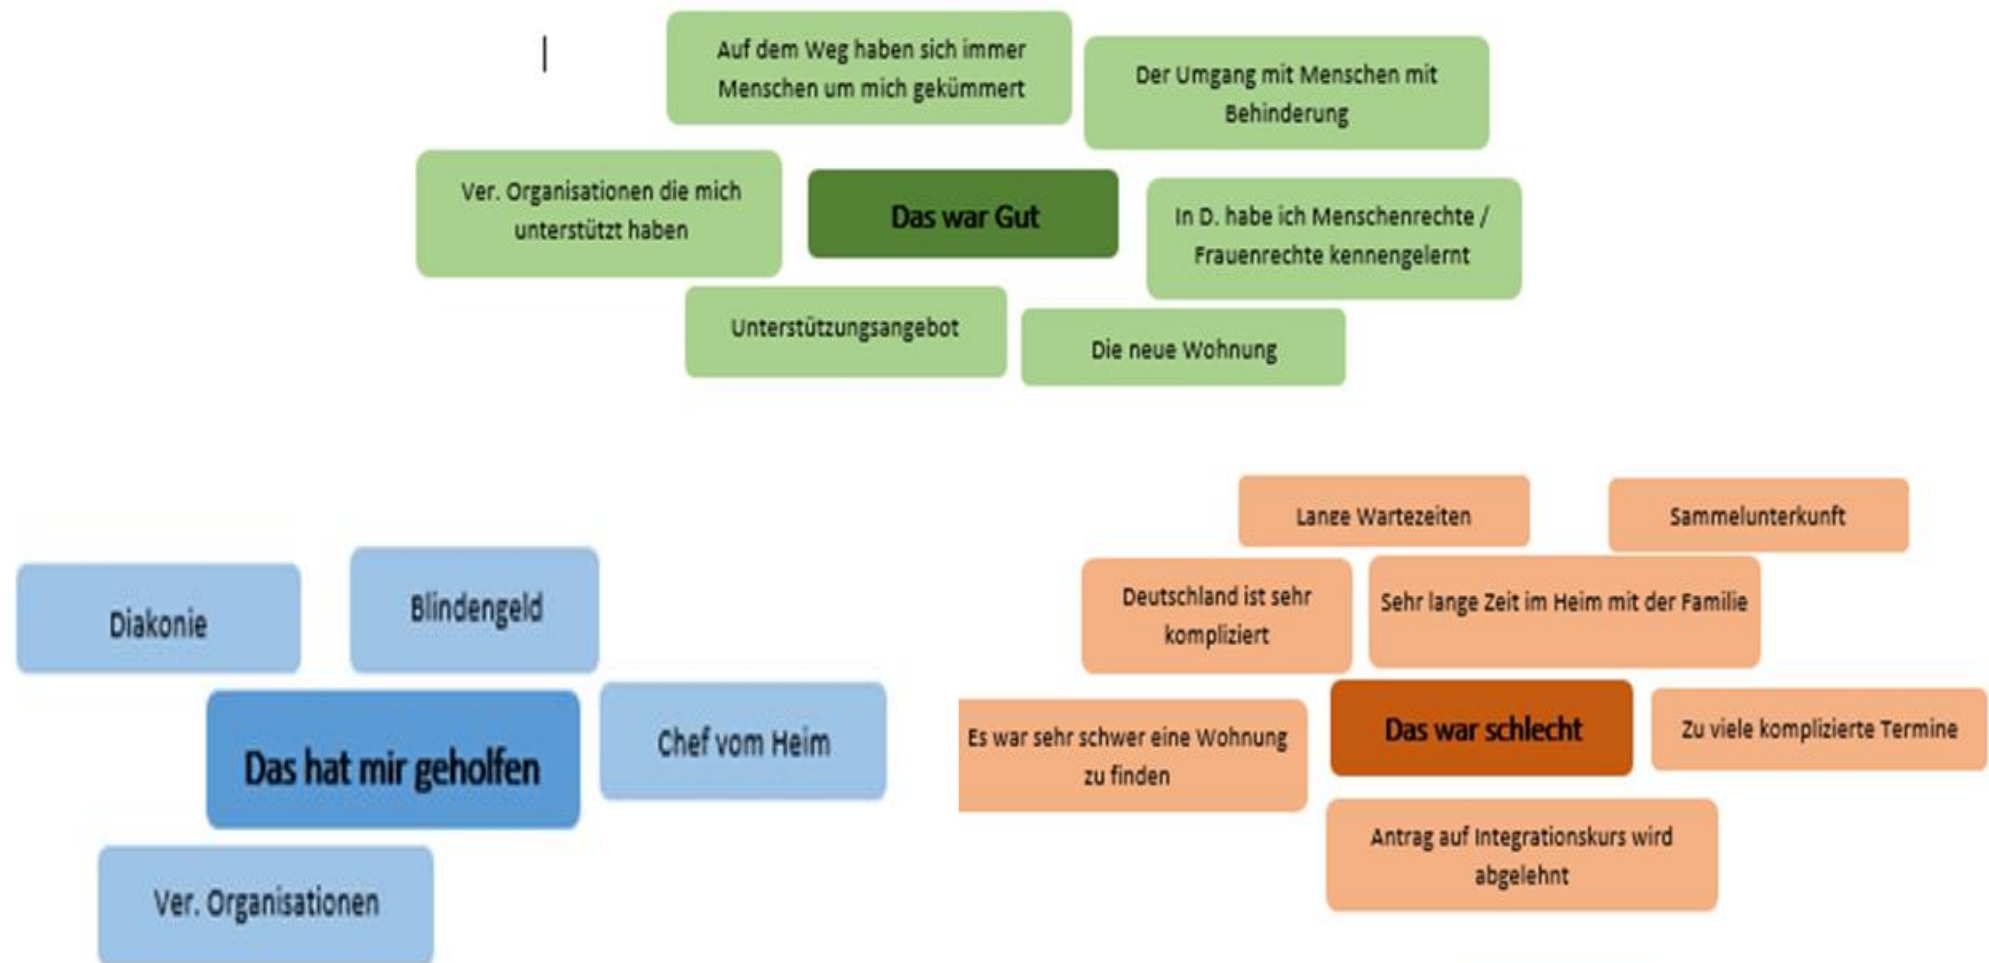 Auf dem Weg haben sich immer
Menschen um mich gekümmert
Der Umgang mit Menschen mit
Behinderung
Ver. Organisationen die mich
unterstützt haben
Das war Gut
In D. habe ich Menschenrechte /
Frauenrechte kennengelernt
Unterstützungsangebot
Die neue Wohnung
Diakonie
Blindengeld
Das hat mir geholfen
Chef vom Heim
Ver. Organisationen
Lange Wartezeiten
Sammelunterkunft
Deutschland ist sehr
kompliziert
Sehr lange Zeit im Heim mit der Familie
Es war sehr schwer eine Wohnung
zu finden
Das war schlecht
Zu viele komplizierte Termine
Antrag auf Integrationskurs wird
abgelehnt